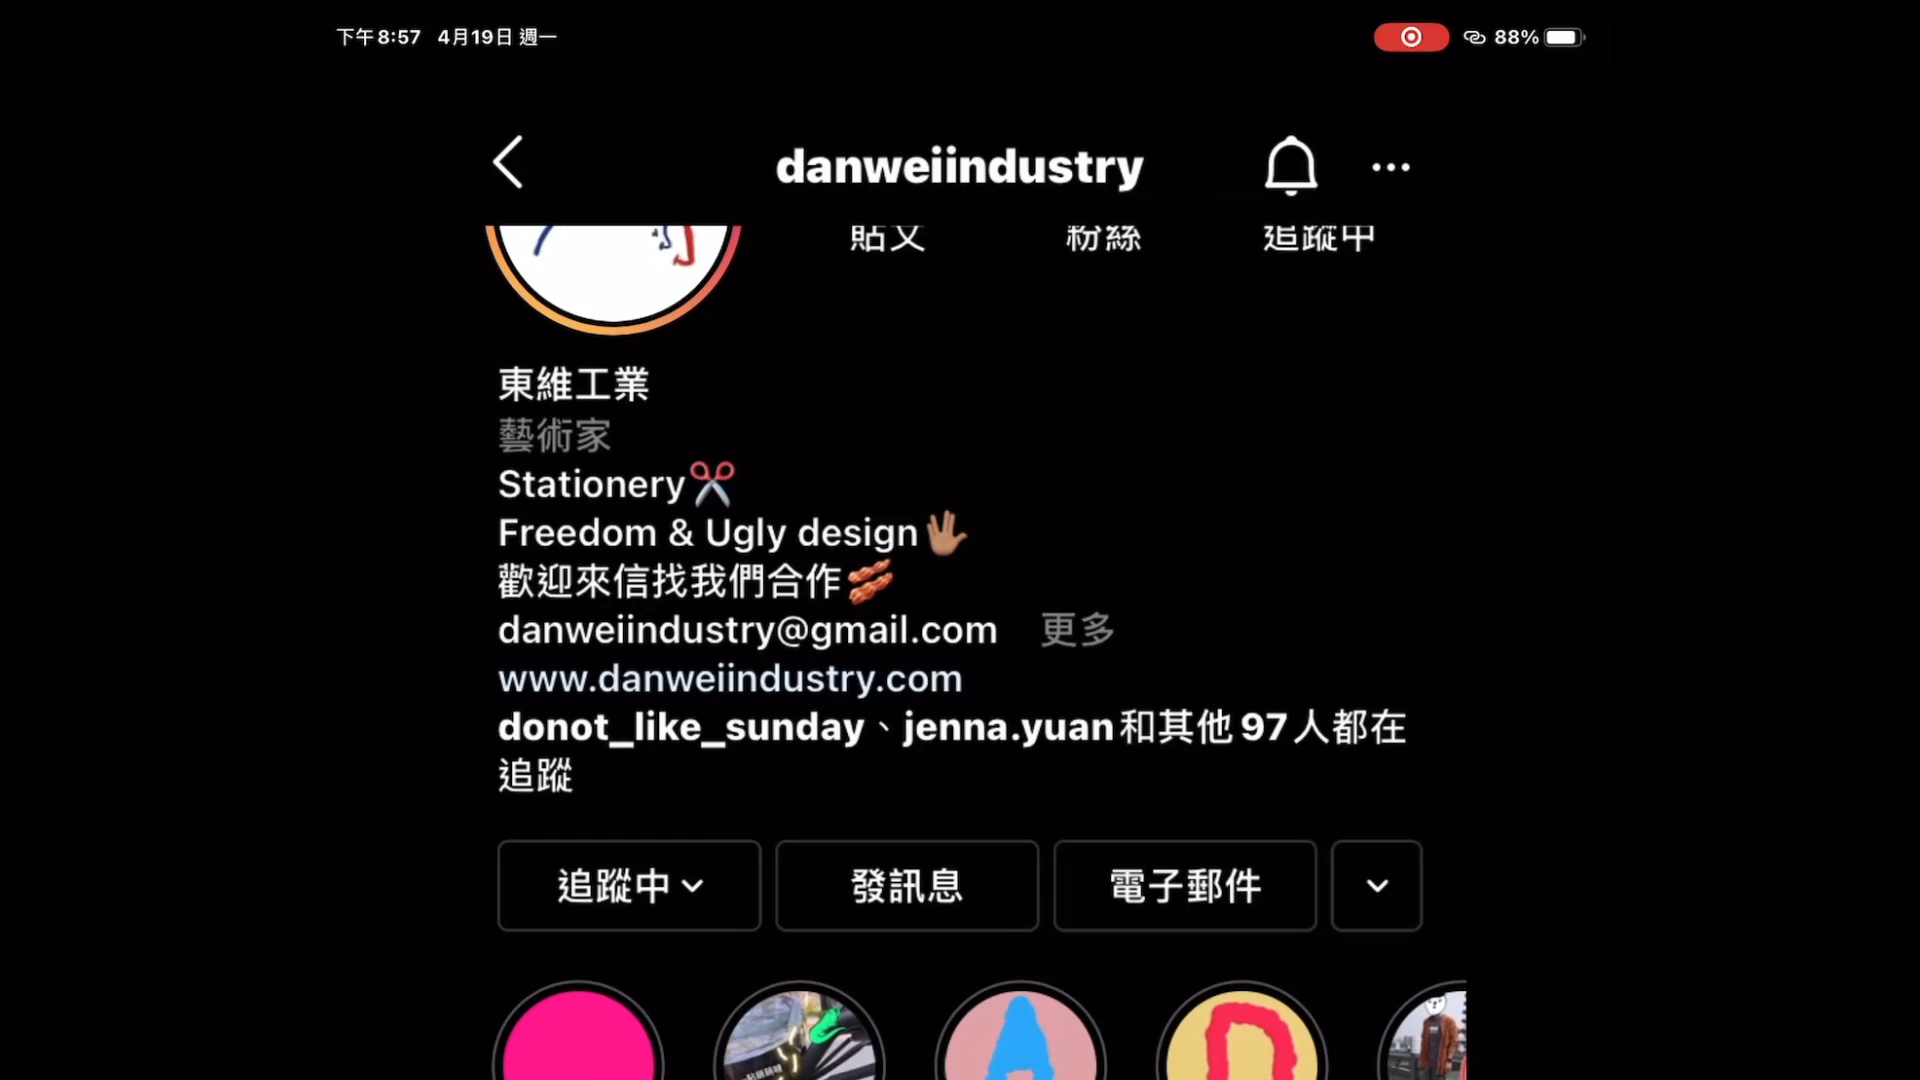 下午8:57 4月19日 週一
88%
danweiindustry
貼文 粉絲 追蹤中
東維工業
藝術家
Stationery✂️
Freedom & Ugly design🖖🏽
歡迎來信找我們合作🥓
danweiindustry@gmail.com 更多
www.danweiindustry.com
donot_like_sunday、jenna.yuan和其他 97人都在
追蹤
追蹤中 發訊息 電子郵件
A